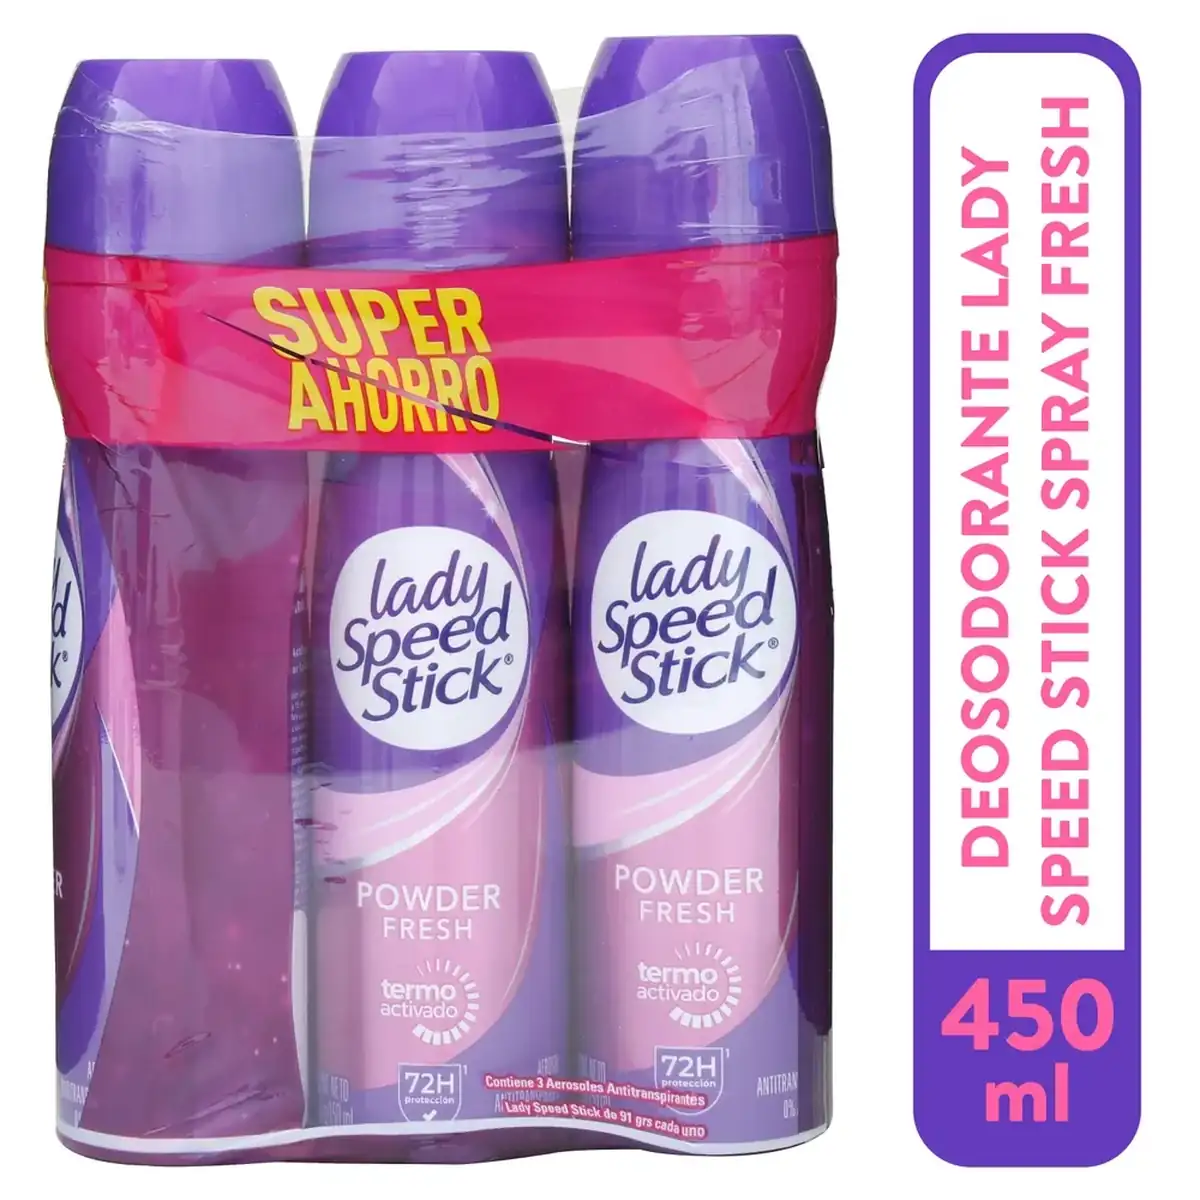 SUPER
AHORRO
lady
Speed
Stick®
POWDER
FRESH
termo
activado
72H
protección
lady
Speed
Stick®
POWDER
FRESH
termo
activado
72H
protección
Contiene 3 Aerosoles Antitranspirantes
Lady Speed Stick de 91 grs cada uno
DEOSODORANTE LADY
SPEED STICK SPRAY FRESH
450
ml